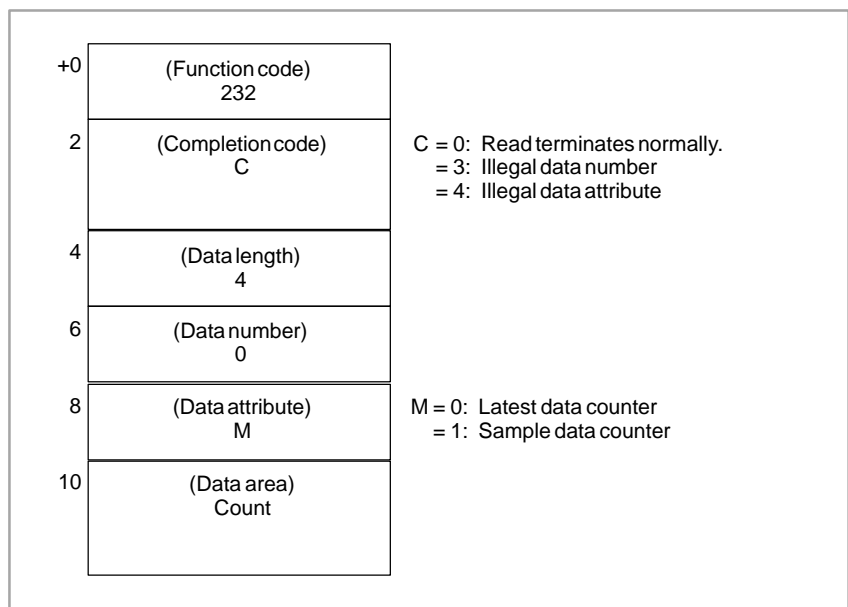 +0 (Function code)
232
2 (Completion code) C = 0: Read terminates normally.
C = 3: Illegal data number
= 4: Illegal data attribute
4 (Data length)
4
6 (Data number)
0
8 (Data attribute) M = 0: Latest data counter
M = 1: Sample data counter
10 (Data area)
Count